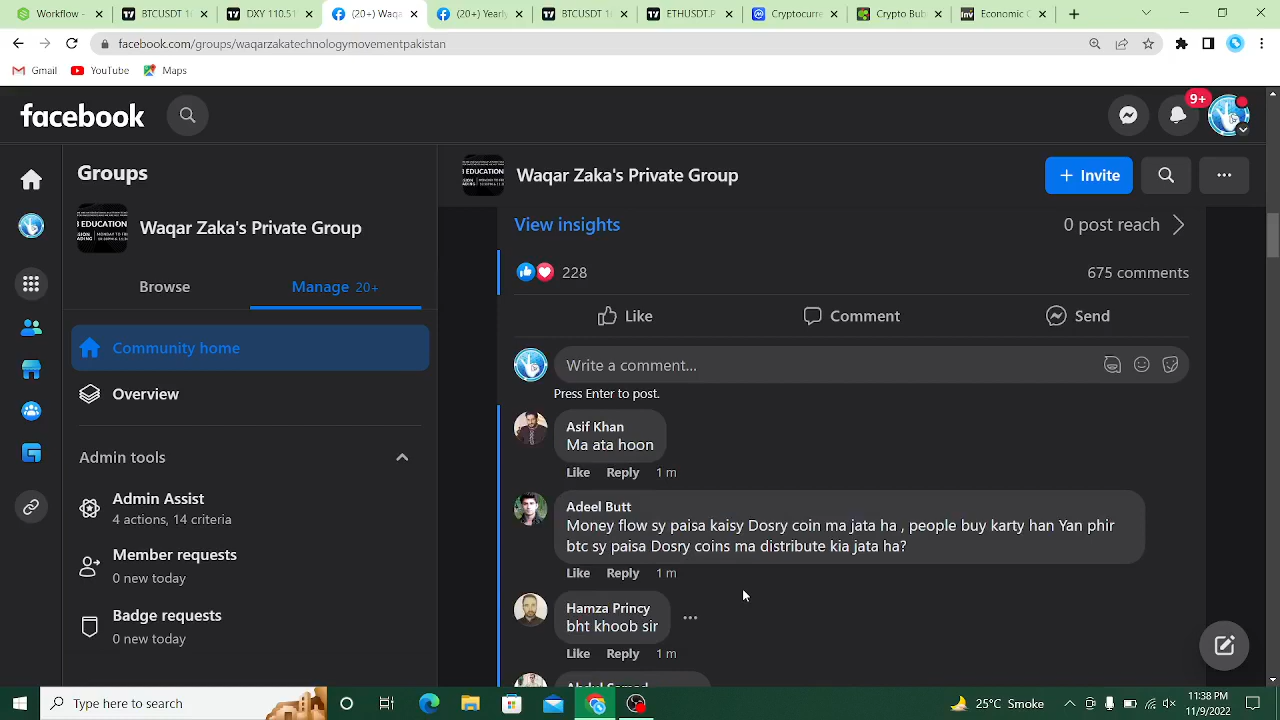 Workflow - 
BTCUSDT 1
DXY 110.51
(20+) Waqa
(20+) Yearly
BTCUSDT 1
ETHUSDT.P
Cryptocurre
Crypto Bub
Economic C
facebook.com/groups/waqarzakatechnologymovementpakistan
Gmail
YouTube
Maps
facebook
9+
Groups
Waqar Zaka's Private Group
Browse
Manage 20+
Community home
Overview
Admin tools
Admin Assist
4 actions, 14 criteria
Member requests
0 new today
Badge requests
0 new today
EDUCATION
Waqar Zaka's Private Group
+ Invite
View insights
0 post reach
228
675 comments
Like
Comment
Send
Write a comment...
Press Enter to post.
Asif Khan
Ma ata hoon
Like Reply 1 m
Adeel Butt
Money flow sy paisa kaisy Dosry coin ma jata ha , people buy karty han Yan phir
btc sy paisa Dosry coins ma distribute kia jata ha?
Like Reply 1 m
Hamza Princy
bht khoob sir
Like Reply 1 m
Type here to search
25°C Smoke
11:38 PM
11/9/2022